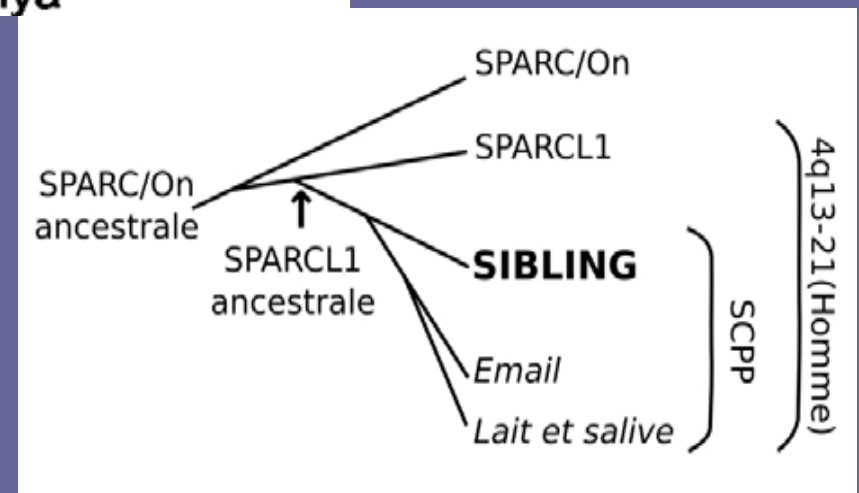 SPARC/On
SPARCL1
SPARC/On
ancestrale
SPARCL1
ancestrale
SIBLING
Email
Lait et salive
SCPP
4q13-21(Homme)